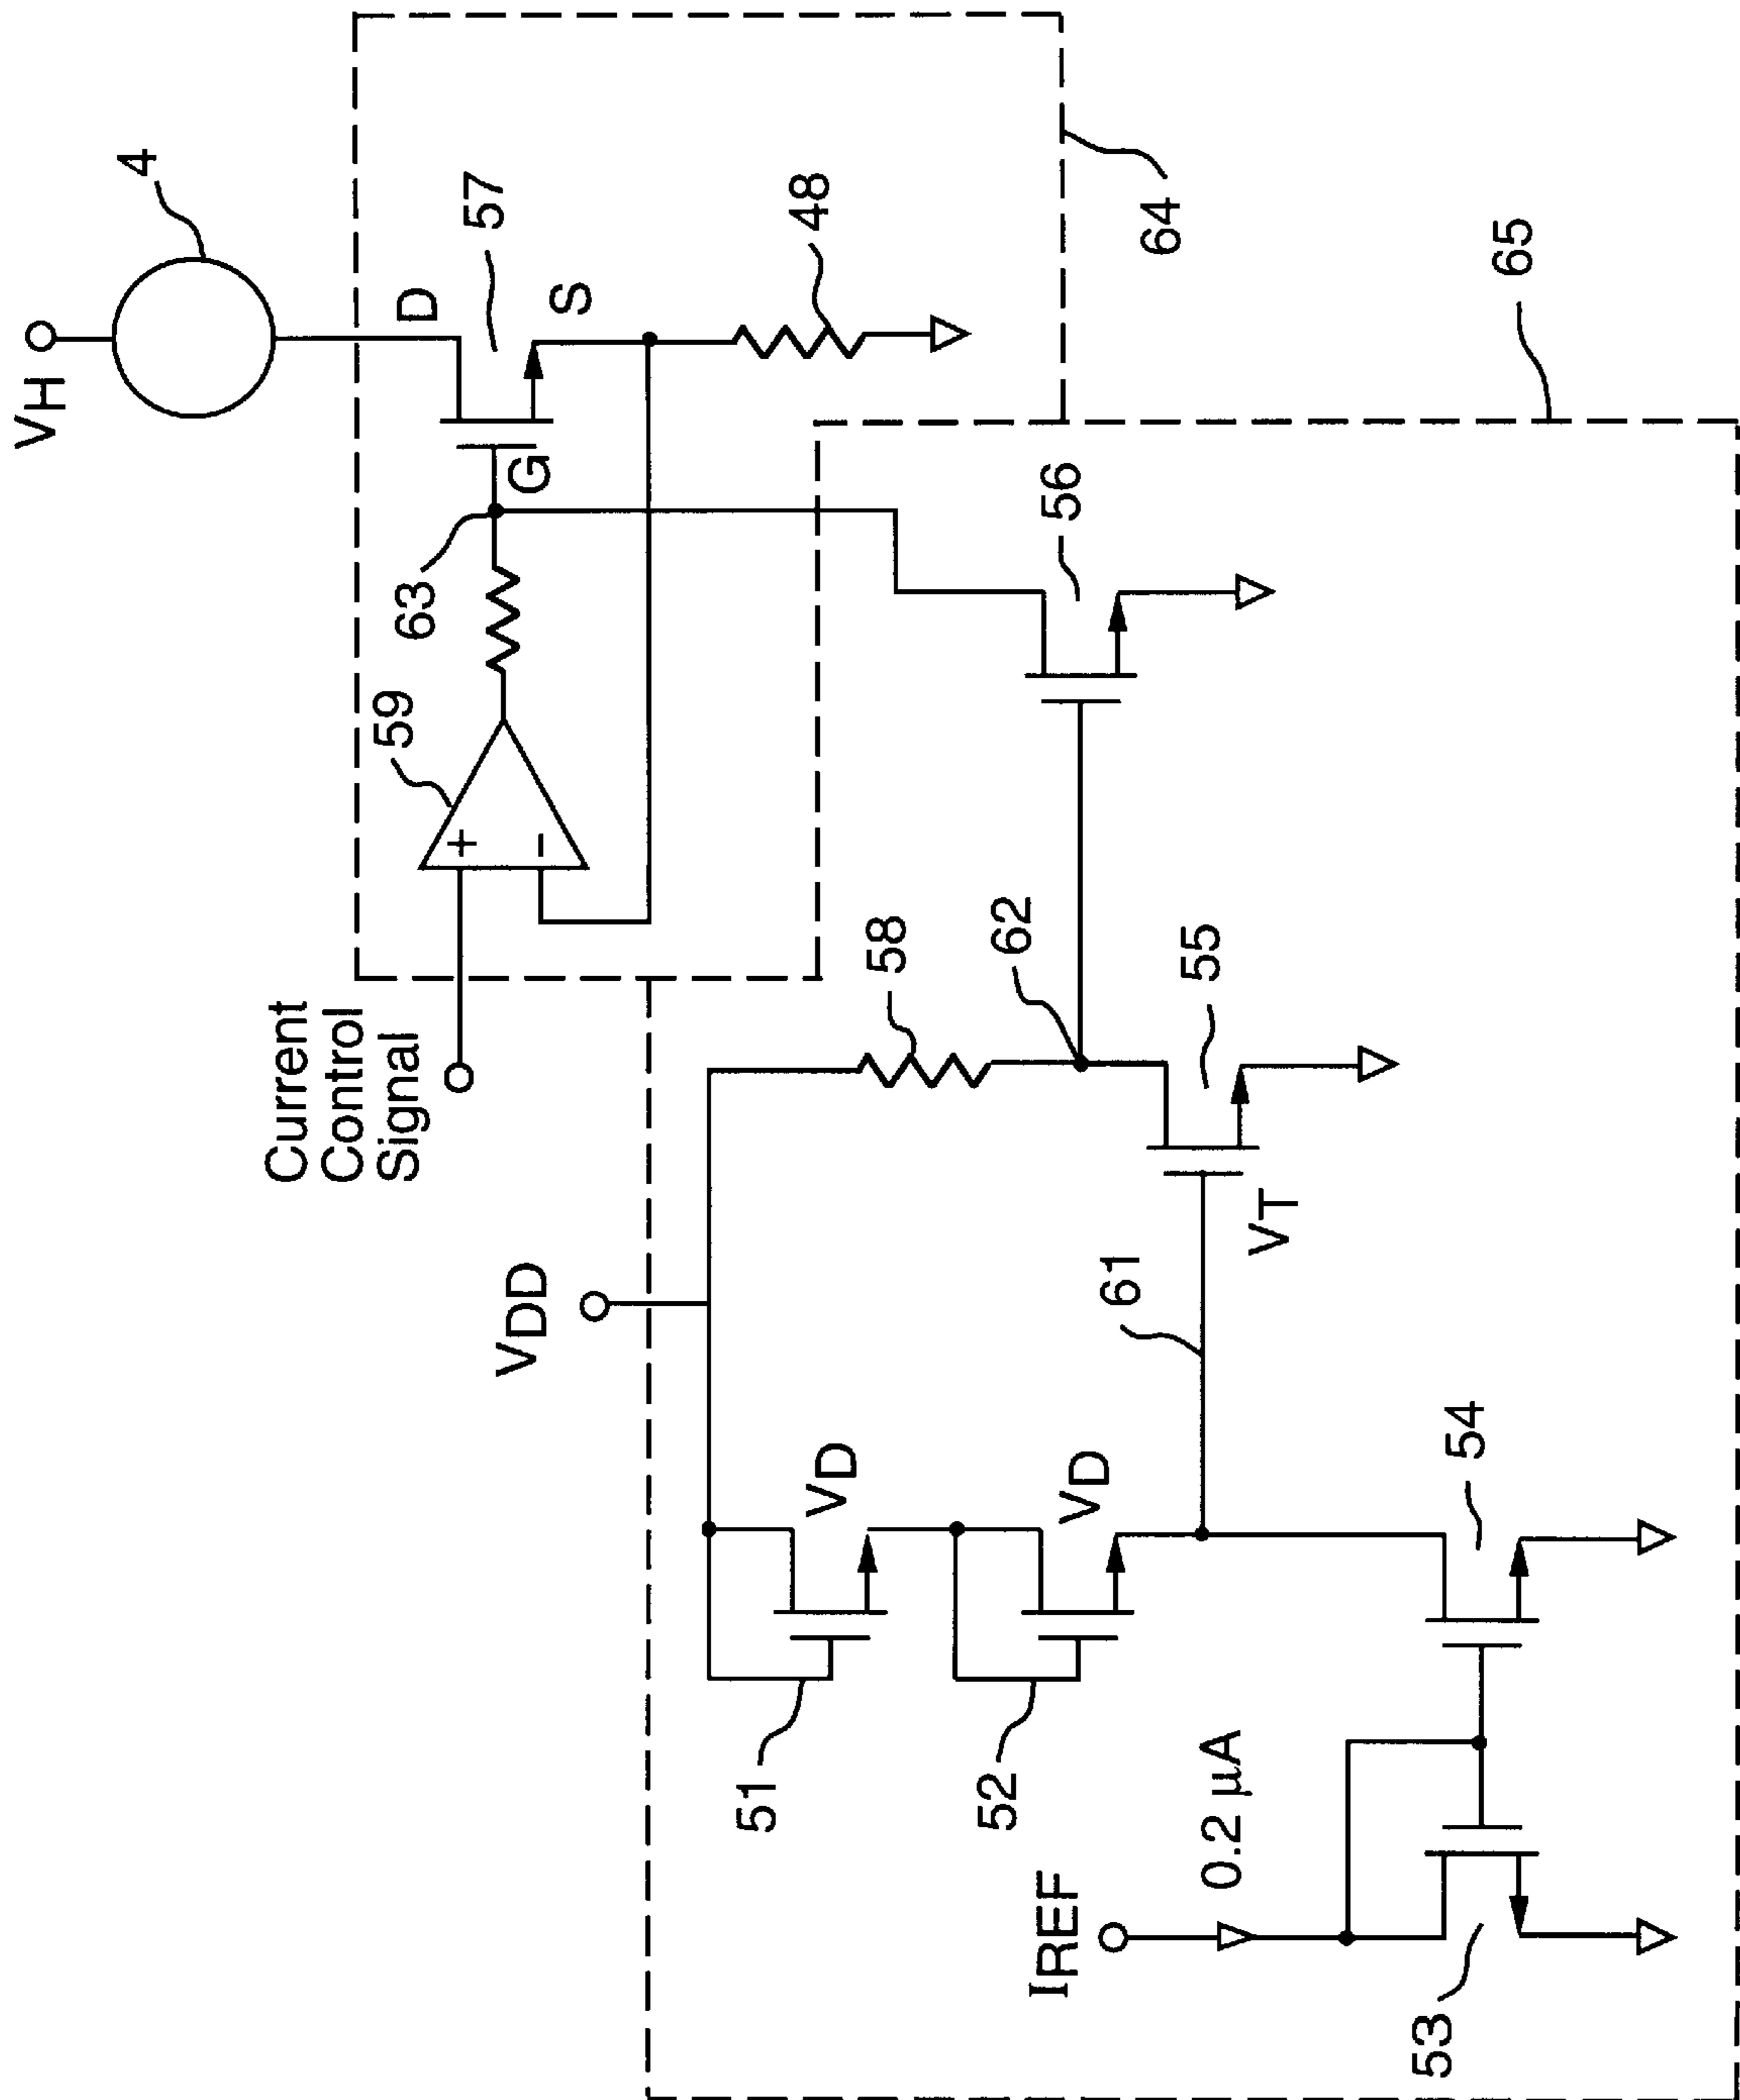 VH
4
D
57
S
48
G
63
59
+
-
64
65
Current
Control
Signal
58
62
56
55
VT
61
VDD
VD
VD
51
52
54
IREF
0.2 μA
53